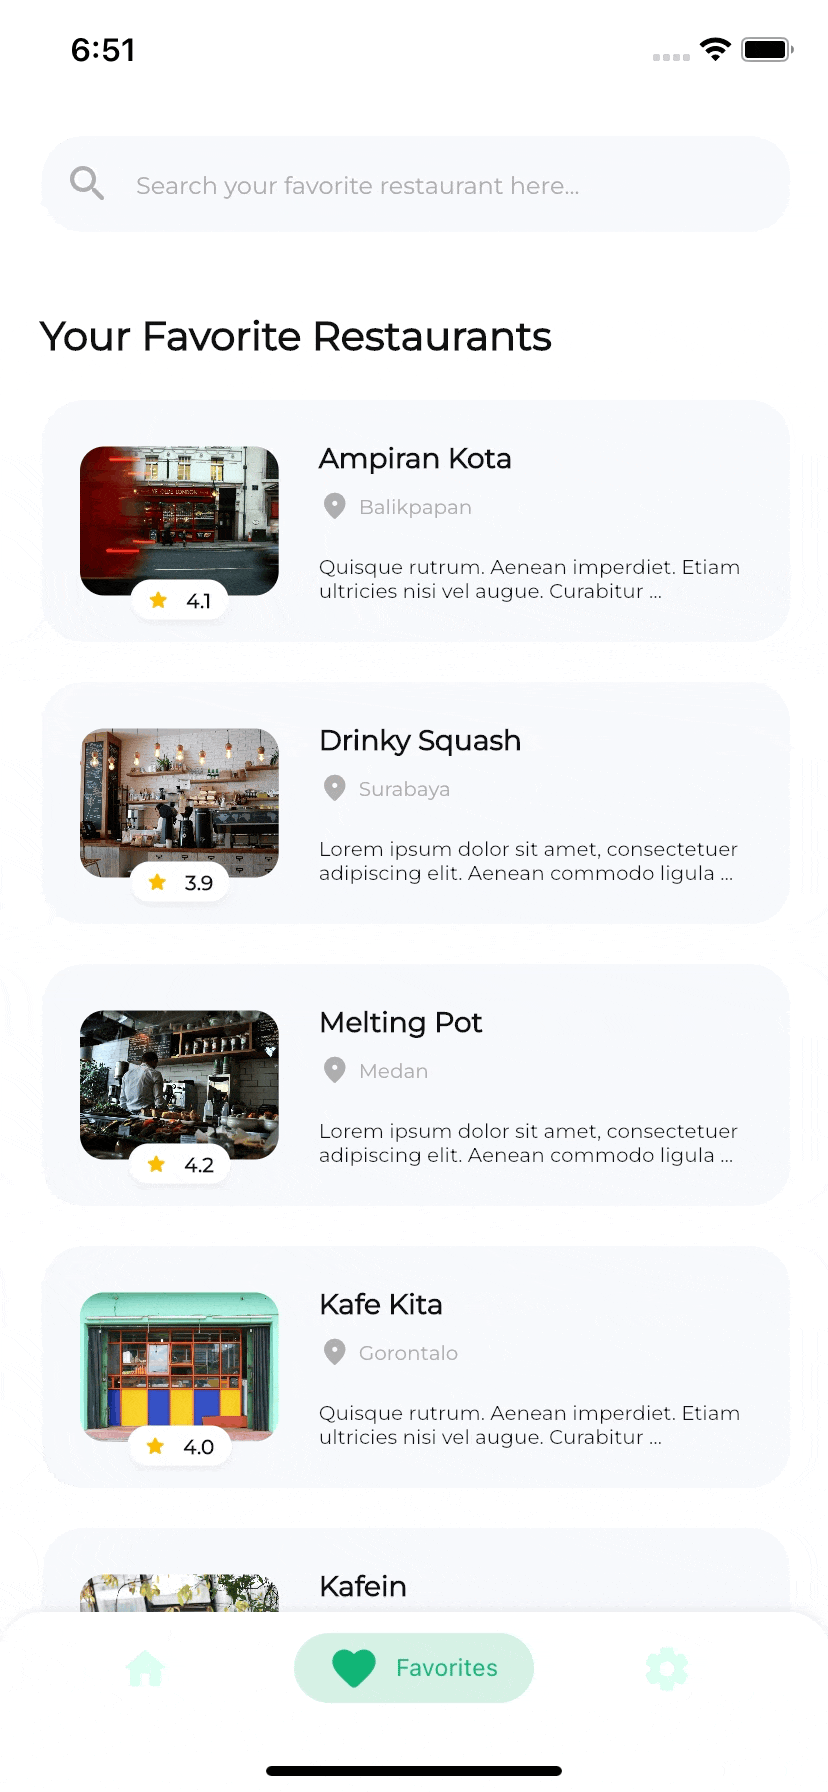 6:51
Search your favorite restaurant here...
Your Favorite Restaurants
Ampiran Kota
Balikpapan
Quisque rutrum. Aenean imperdiet. Etiam
ultricies nisi vel augue. Curabitur ...
4.1
Drinky Squash
Surabaya
Lorem ipsum dolor sit amet, consectetuer
adipiscing elit. Aenean commodo ligula ...
3.9
Melting Pot
Medan
Lorem ipsum dolor sit amet, consectetuer
adipiscing elit. Aenean commodo ligula ...
4.2
Kafe Kita
Gorontalo
Quisque rutrum. Aenean imperdiet. Etiam
ultricies nisi vel augue. Curabitur ...
4.0
Kafein
Favorites